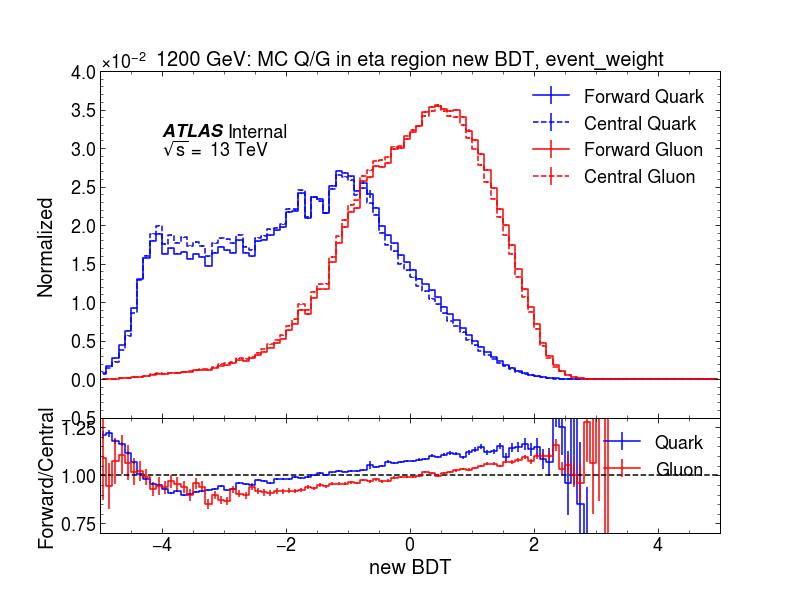 ×10⁻² 1200 GeV: MC Q/G in eta region new BDT, event_weight
4.0
3.5
3.0
2.5
2.0
1.5
1.0
0.5
0.0
−0.5
Normalized
ATLAS Internal
√s = 13 TeV
Forward Quark
Central Quark
Forward Gluon
Central Gluon
1.25
1.00
0.75
Forward/Central
Quark
Gluon
−4
−2
0
2
4
new BDT